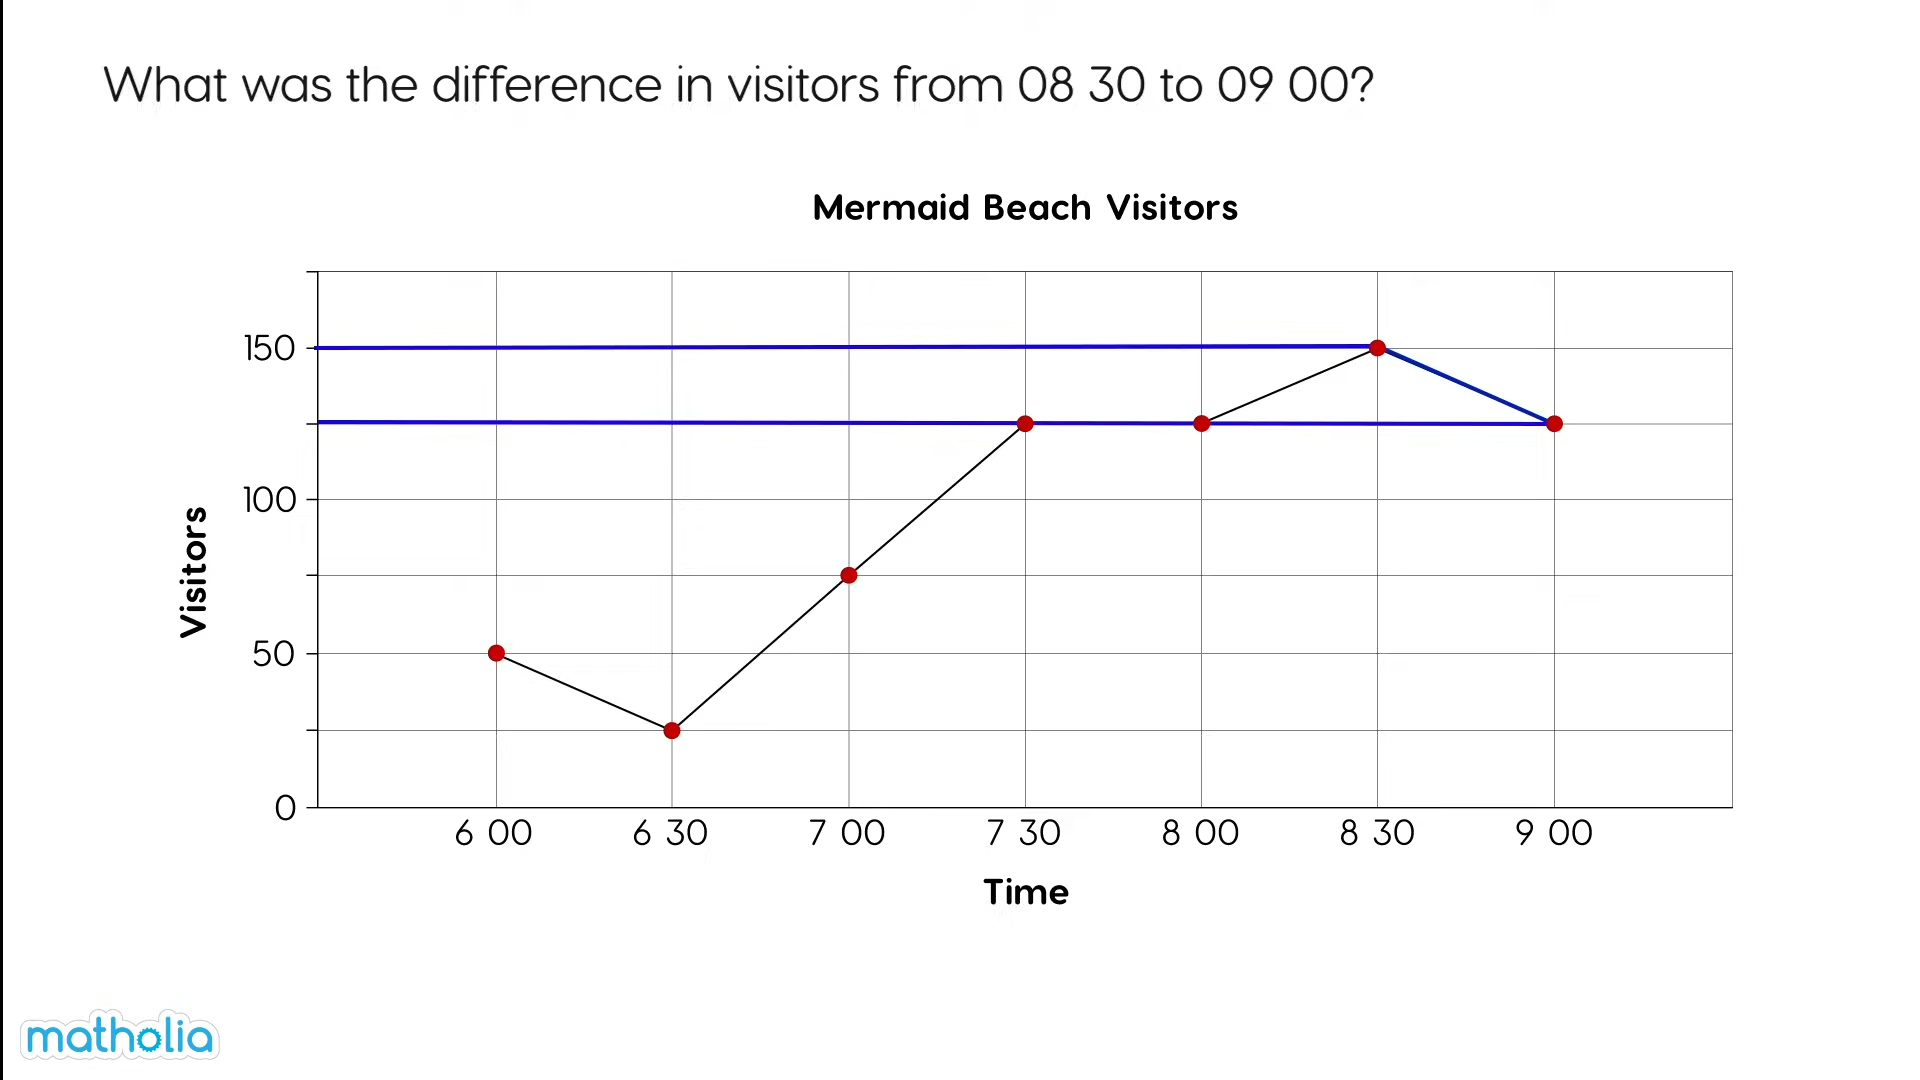 What was the difference in visitors from 08 30 to 09 00?
Mermaid Beach Visitors
150
100
50
0
Visitors
6 00 6 30 7 00 7 30 8 00 8 30 9 00
Time
matholia